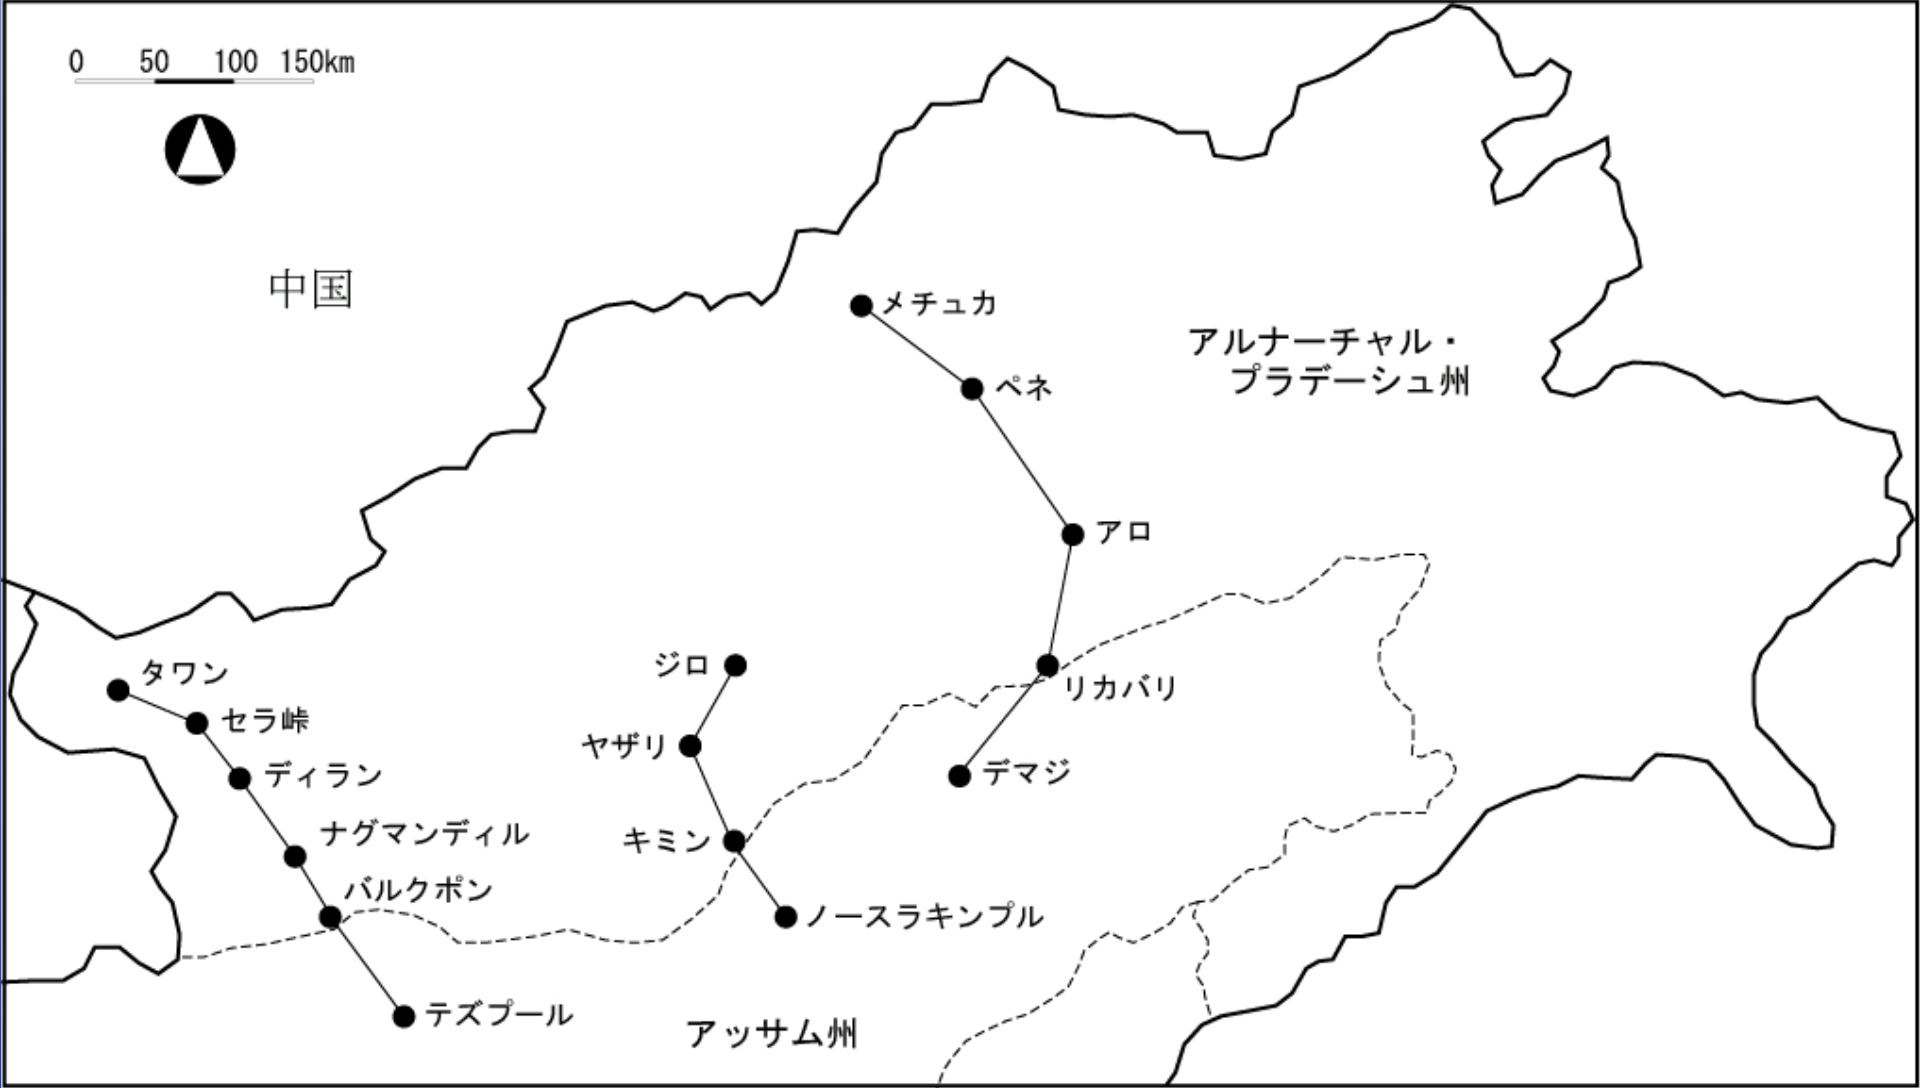 0 50 100 150km
中国
メチュカ
アルナーチャル・
プラデーシュ州
ペネ
アロ
ジロ
タワン
リカバリ
セラ峠
ヤザリ
ディラン
デマジ
ナグマンディル
キミン
バルクポン
ノースラキンプル
テズプール
アッサム州